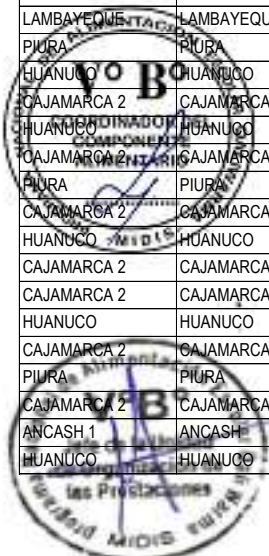 LAMBAYEQUE LAMBAYEQU
PIURA PIURA
HUANUCO HUANUCO
CAJAMARCA 2 CAJAMARCA
HUANUCO HUANUCO
CAJAMARCA 2 CAJAMARCA
PIURA PIURA
CAJAMARCA 2 CAJAMARCA
HUANUCO HUANUCO
CAJAMARCA 2 CAJAMARCA
CAJAMARCA 2 CAJAMARCA
HUANUCO HUANUCO
CAJAMARCA 2 CAJAMARCA
PIURA PIURA
CAJAMARCA 2 CAJAMARCA
ANCASH 1 ANCASH
HUANUCO HUANUCO
V° B°
COORDINADOR DEL
COMPONENTE
ALIMENTARIO
MIDIS
B°
las Prestaciones
MIDIS